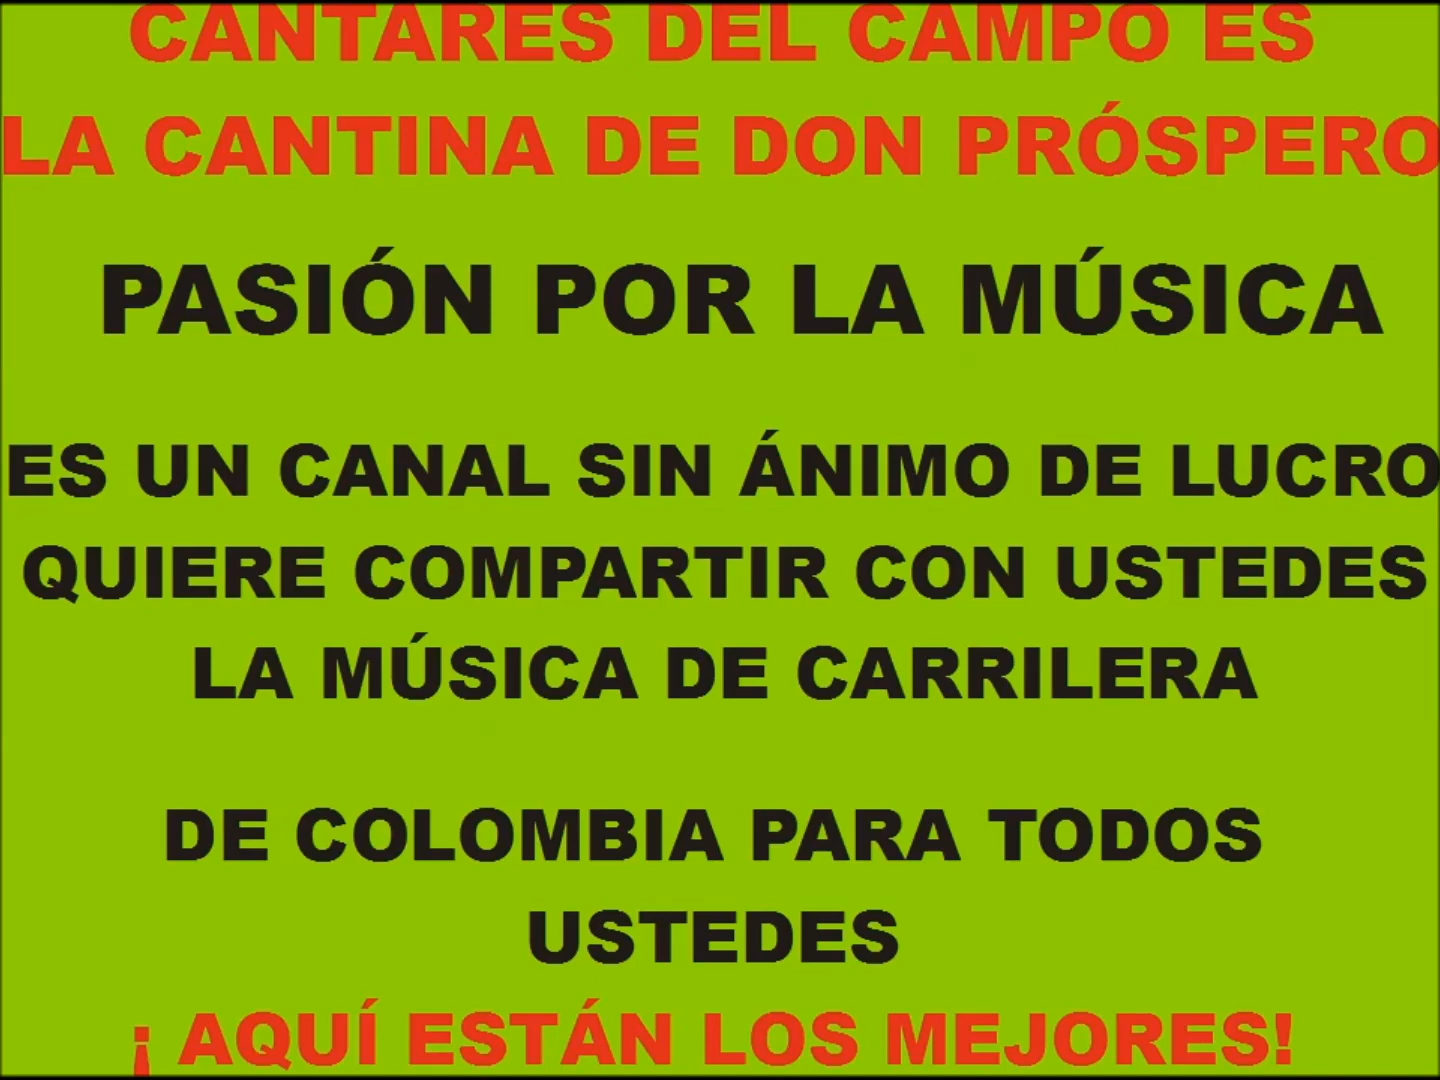 CANTARES DEL CAMPO ES
LA CANTINA DE DON PRÓSPERO
PASIÓN POR LA MÚSICA
ES UN CANAL SIN ÁNIMO DE LUCRO
QUIERE COMPARTIR CON USTEDES
LA MÚSICA DE CARRILERA
DE COLOMBIA PARA TODOS
USTEDES
¡ AQUÍ ESTÁN LOS MEJORES!